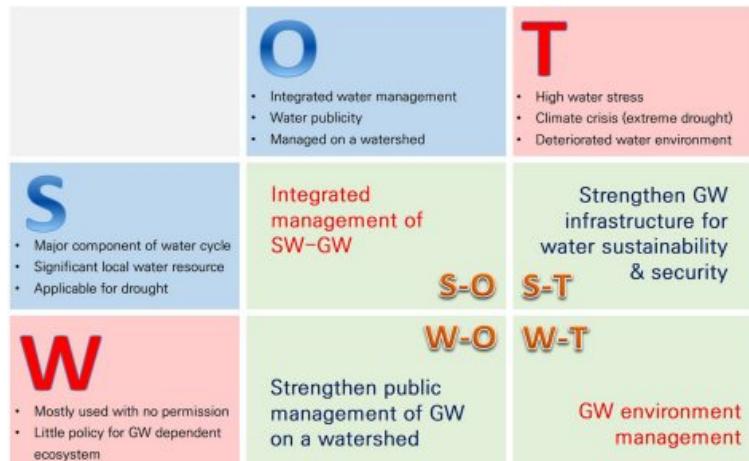 O
• Integrated water management
• Water publicity
• Managed on a watershed
T
• High water stress
• Climate crisis (extreme drought)
• Deteriorated water environment
S
• Major component of water cycle
• Significant local water resource
• Applicable for drought
Integrated
management of
SW-GW
S-O
Strengthen GW
infrastructure for
water sustainability
& security
S-T
W
• Mostly used with no permission
• Little policy for GW dependent
ecosystem
W-O
Strengthen public
management of GW
on a watershed
W-T
GW environment
management